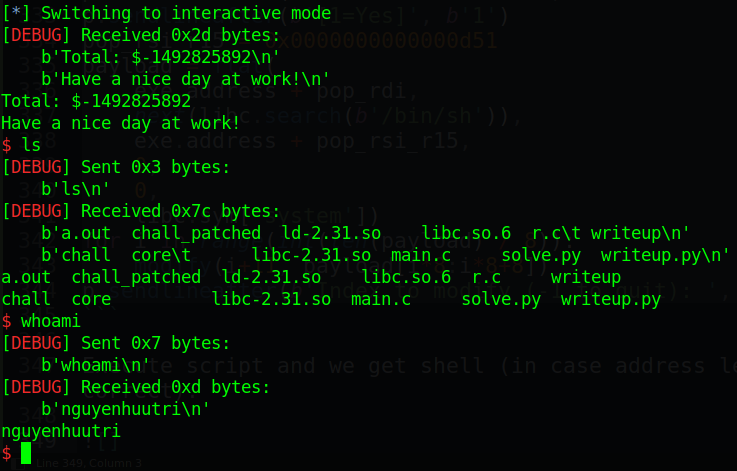 [*] Switching to interactive mode
[DEBUG] Received 0x2d bytes:
    b'Total: $-1492825892\n'
    b'Have a nice day at work!\n'
Total: $-1492825892
Have a nice day at work!
$ ls
[DEBUG] Sent 0x3 bytes:
    b'ls\n'
[DEBUG] Received 0x7c bytes:
    b'a.out  chall_patched  ld-2.31.so    libc.so.6  r.c\t writeup\n'
    b'chall  core\t      libc-2.31.so  main.c     solve.py  writeup.py\n'
a.out  chall_patched  ld-2.31.so    libc.so.6  r.c     writeup
chall  core           libc-2.31.so  main.c     solve.py  writeup.py
$ whoami
[DEBUG] Sent 0x7 bytes:
    b'whoami\n'
[DEBUG] Received 0xd bytes:
    b'nguyenhuutri\n'
nguyenhuutri
$
Line 349, Column 3